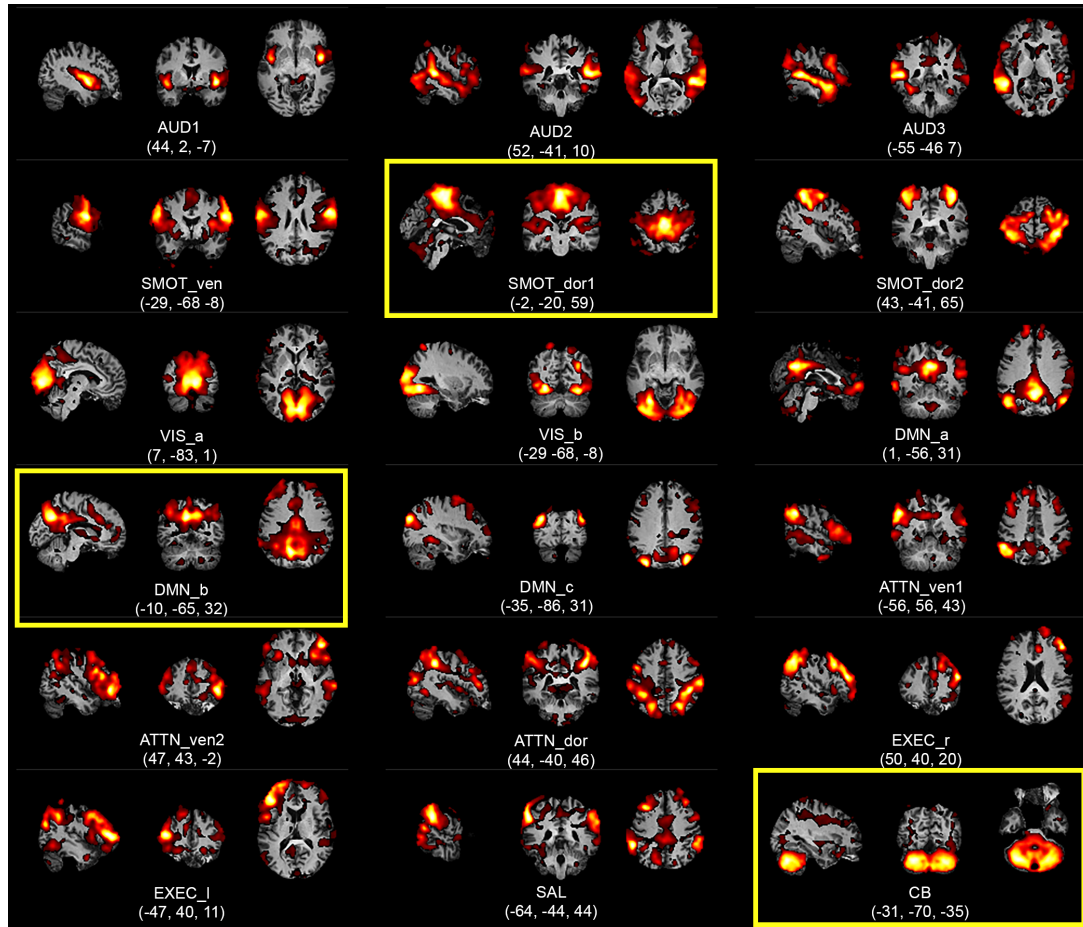 AUD1
(44, 2, -7)
AUD2
(52, -41, 10)
AUD3
(-55 -46 7)
SMOT_ven
(-29, -68 -8)
SMOT_dor1
(-2, -20, 59)
SMOT_dor2
(43, -41, 65)
VIS_a
(7, -83, 1)
VIS_b
(-29 -68, -8)
DMN_a
(1, -56, 31)
DMN_b
(-10, -65, 32)
DMN_c
(-35, -86, 31)
ATTN_ven1
(-56, 56, 43)
ATTN_ven2
(47, 43, -2)
ATTN_dor
(44, -40, 46)
EXEC_r
(50, 40, 20)
EXEC_l
(-47, 40, 11)
SAL
(-64, -44, 44)
CB
(-31, -70, -35)